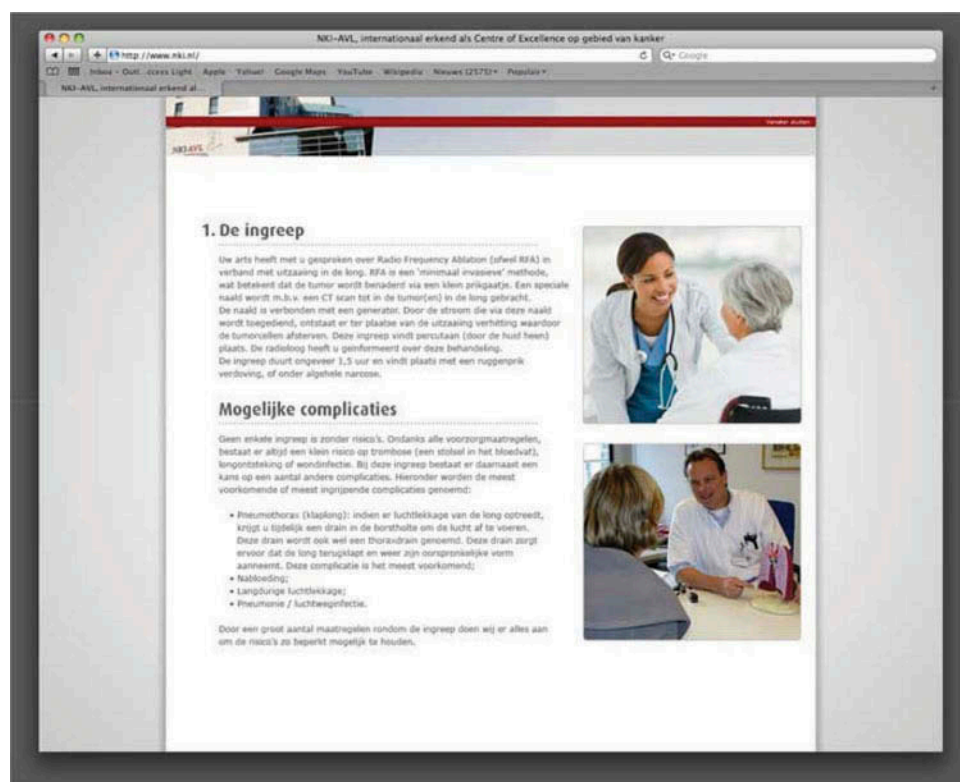 NKI-AVL, internationaal erkend als Centre of Excellence op gebied van kanker
http://www.nki.nl/
Google
Inbox - Outl...ccess Light Apple Yahoo! Google Maps YouTube Wikipedia Nieuws (2575) Populair
NKI-AVL, internationaal erkend al...
Venster sluiten
NKI-AVL
1. De ingreep
Uw arts heeft met u gesproken over Radio Frequency Ablation (ofwel RFA) in
verband met uitzaaiing in de long. RFA is een 'minimaal invasieve' methode,
wat betekent dat de tumor wordt benaderd via een klein prikgaatje. Een speciale
naald wordt m.b.v. een CT scan tot in de tumor(en) in de long gebracht.
De naald is verbonden met een generator. Door de stroom die via deze naald
wordt toegediend, ontstaat er ter plaatse van de uitzaaiing verhitting waardoor
de tumorcellen afsterven. Deze ingreep vindt percutaan (door de huid heen)
plaats. De radioloog heeft u geïnformeerd over deze behandeling.
De ingreep duurt ongeveer 1,5 uur en vindt plaats met een ruggenprik
verdoving, of onder algehele narcose.
Mogelijke complicaties
Geen enkele ingreep is zonder risico's. Ondanks alle voorzorgmaatregelen,
bestaat er altijd een klein risico op trombose (een stolsel in het bloedvat),
longontsteking of wondinfectie. Bij deze ingreep bestaat er daarnaast een
kans op een aantal andere complicaties. Hieronder worden de meest
voorkomende of meest ingrijpende complicaties genoemd:
• Pneumothorax (klaplong): indien er luchtlekkage van de long optreedt,
krijgt u tijdelijk een drain in de borstholte om de lucht af te voeren.
Deze drain wordt ook wel een thoraxdrain genoemd. Deze drain zorgt
ervoor dat de long terugklapt en weer zijn oorspronkelijke vorm
aanneemt. Deze complicatie is het meest voorkomend;
• Nabloeding;
• Langdurige luchtlekkage;
• Pneumonie / luchtweginfectie.
Door een groot aantal maatregelen rondom de ingreep doen wij er alles aan
om de risico's zo beperkt mogelijk te houden.